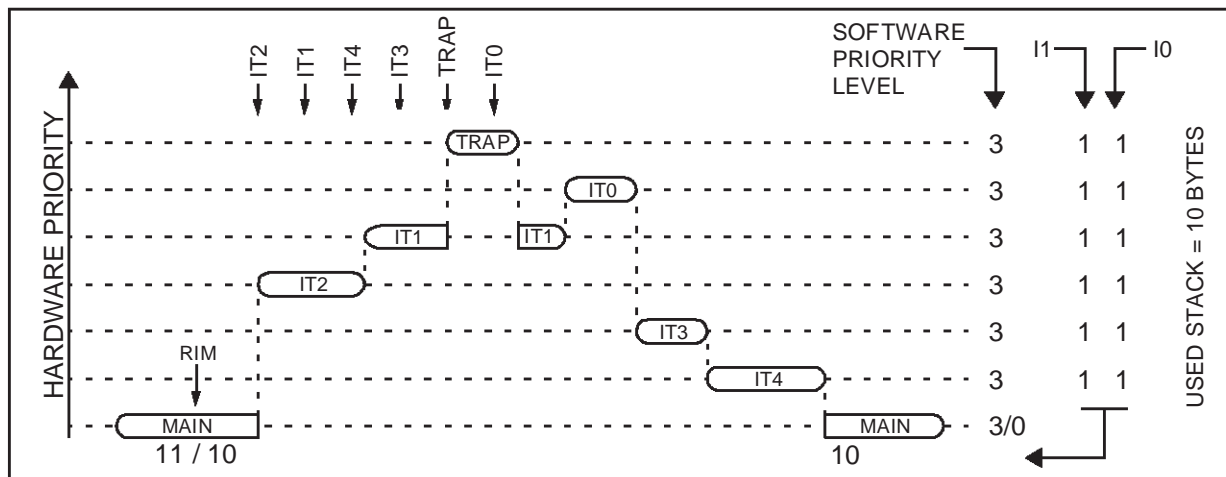 IT2
IT1
IT4
IT3
TRAP
IT0
SOFTWARE
PRIORITY
LEVEL
I1
I0
HARDWARE PRIORITY
TRAP
3
1 1
IT0
3
1 1
IT1
IT1
3
1 1
IT2
3
1 1
IT3
3
1 1
RIM
IT4
3
1 1
MAIN
MAIN
3/0
11 / 10
10
USED STACK = 10 BYTES